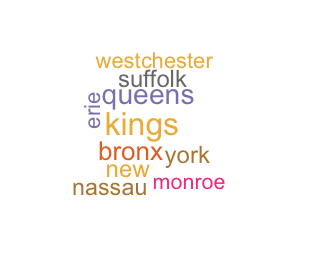 westchester
suffolk
erie queens
kings
bronx york
new
nassau monroe